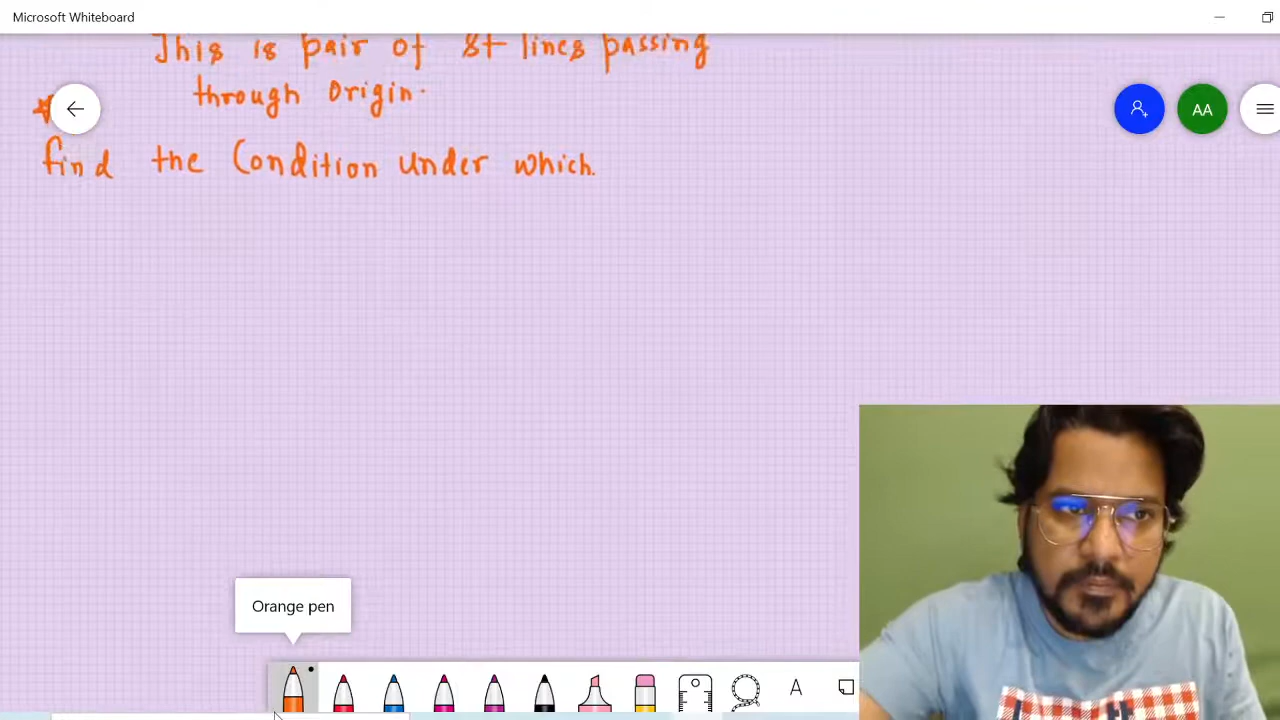 Microsoft Whiteboard
This is pair of St lines passing
through Origin.
find the Condition under which.
AA
Orange pen
A